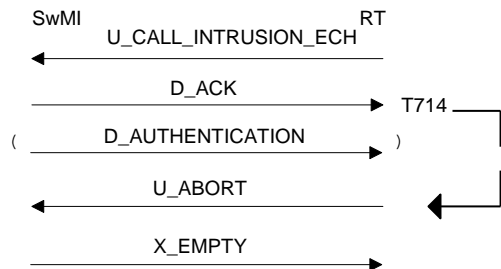 SwMI RT
U_CALL_INTRUSION_ECH
D_ACK
T714
( D_AUTHENTICATION )
U_ABORT
X_EMPTY